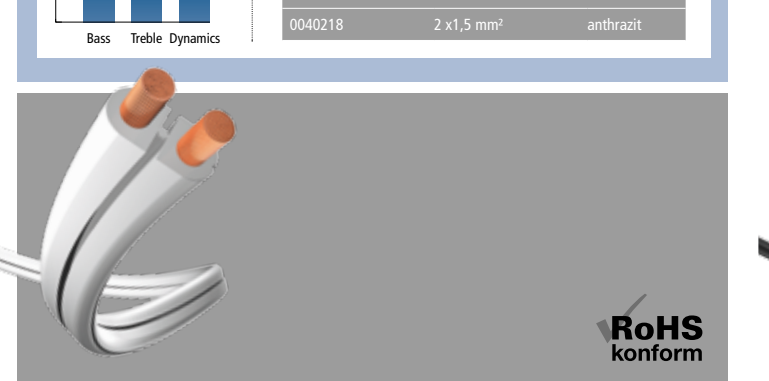 Bass Treble Dynamics
0040218 2 x1,5 mm² anthrazit
RoHS
konform